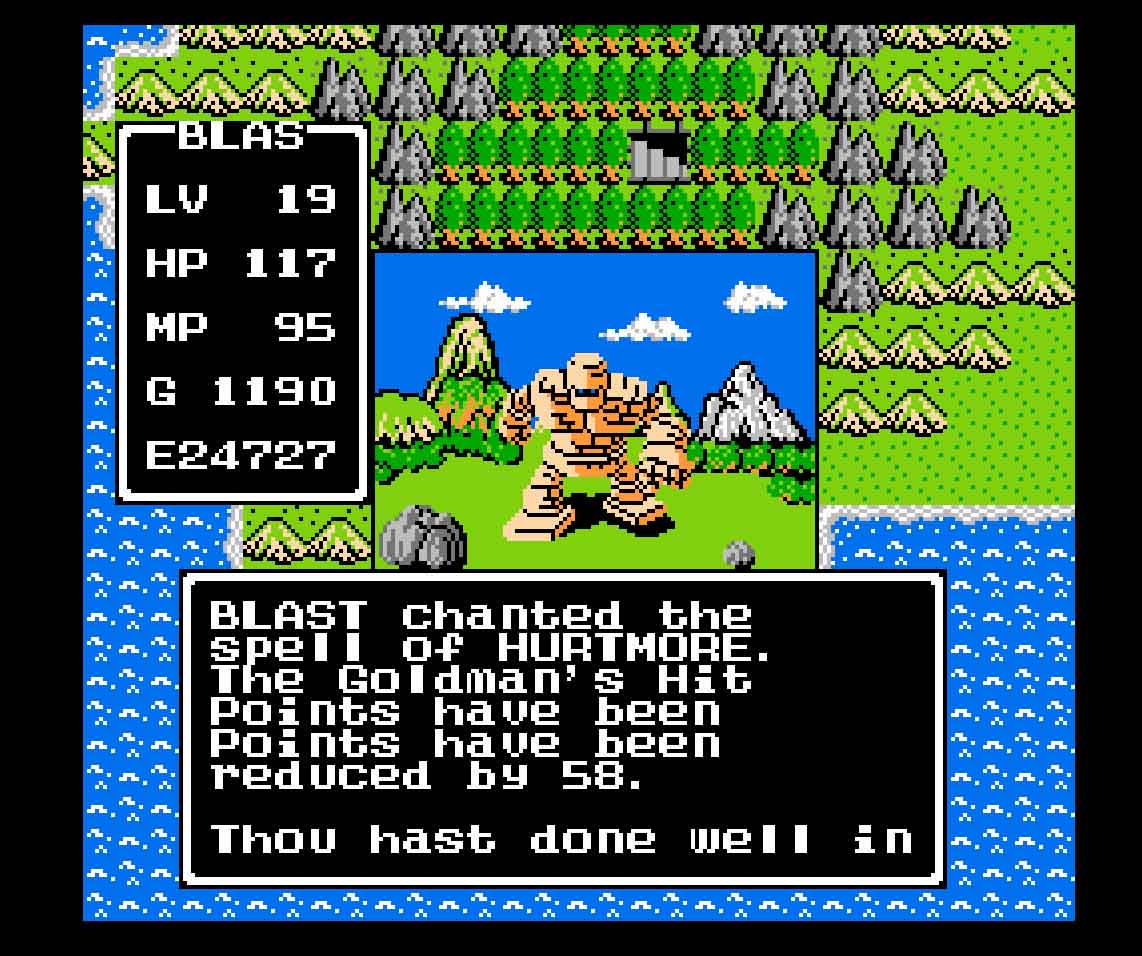 BLAS
LV 19
HP 117
MP 95
G 1190
E24727
BLAST chanted the
spell of HURTMORE.
The Goldman's Hit
Points have been
Points have been
reduced by 58.
Thou hast done well in